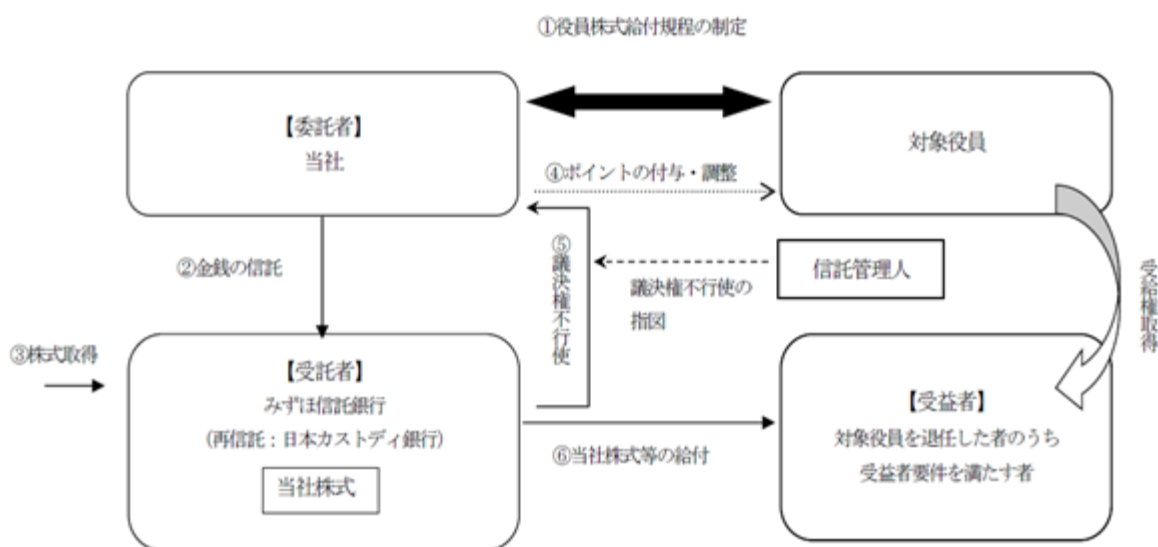 ①役員株式給付規程の制定
【委託者】
当社
対象役員
④ポイントの付与・調整
②金銭の信託
⑤議決権不行使
信託管理人
議決権不行使の
指図
受給権取得
③株式取得
【受託者】
みずほ信託銀行
(再信託：日本カストディ銀行)
当社株式
⑥当社株式等の給付
【受益者】
対象役員を退任した者のうち
受益者要件を満たす者